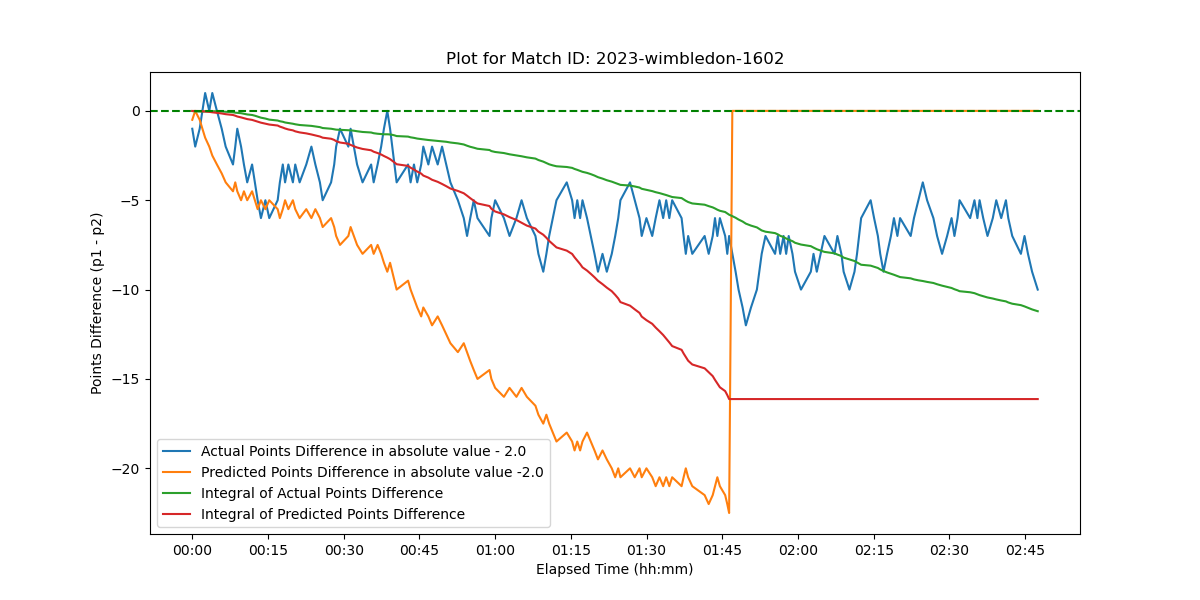 Plot for Match ID: 2023-wimbledon-1602
Points Difference (p1 - p2)
0
−5
−10
−15
−20
Actual Points Difference in absolute value - 2.0
Predicted Points Difference in absolute value -2.0
Integral of Actual Points Difference
Integral of Predicted Points Difference
00:00 00:15 00:30 00:45 01:00 01:15 01:30 01:45 02:00 02:15 02:30 02:45
Elapsed Time (hh:mm)